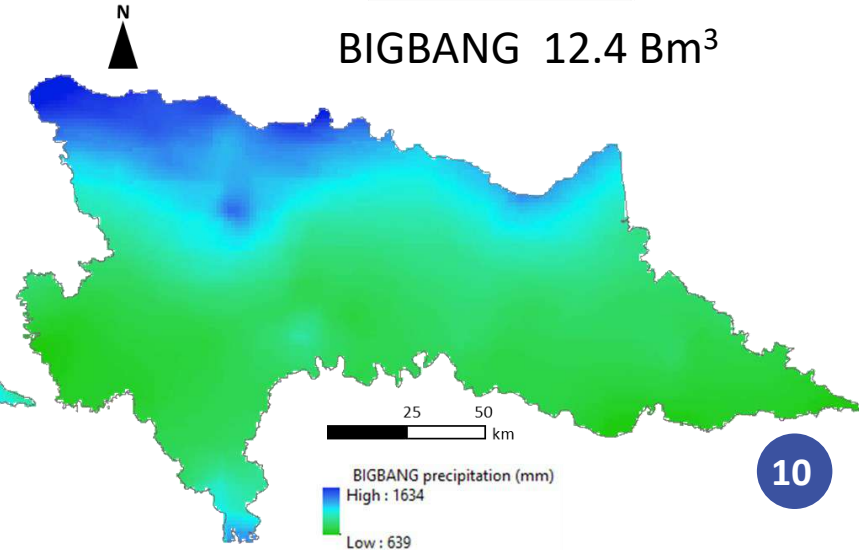 N
BIGBANG 12.4 Bm³
25 50
km
BIGBANG precipitation (mm)
High : 1634
Low : 639
10